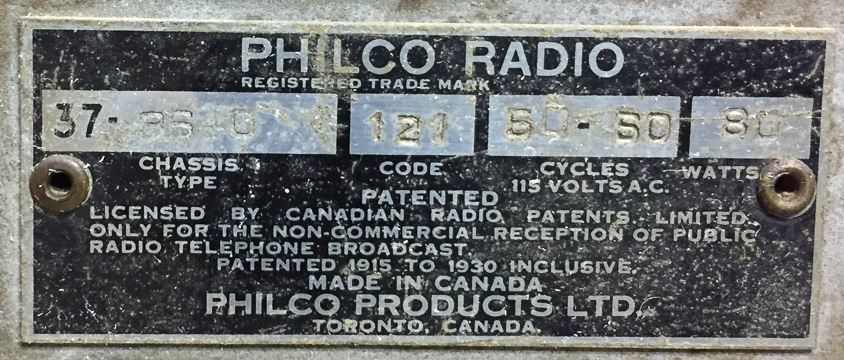 PHILCO RADIO
REGISTERED TRADE MARK
37- 121 50-60 80
CHASSIS TYPE CODE CYCLES 115 VOLTS A.C. WATTS
PATENTED
LICENSED BY CANADIAN RADIO PATENTS LIMITED
ONLY FOR THE NON-COMMERCIAL RECEPTION OF PUBLIC
RADIO TELEPHONE BROADCAST
PATENTED 1915 TO 1930 INCLUSIVE.
MADE IN CANADA
PHILCO PRODUCTS LTD.
TORONTO, CANADA.